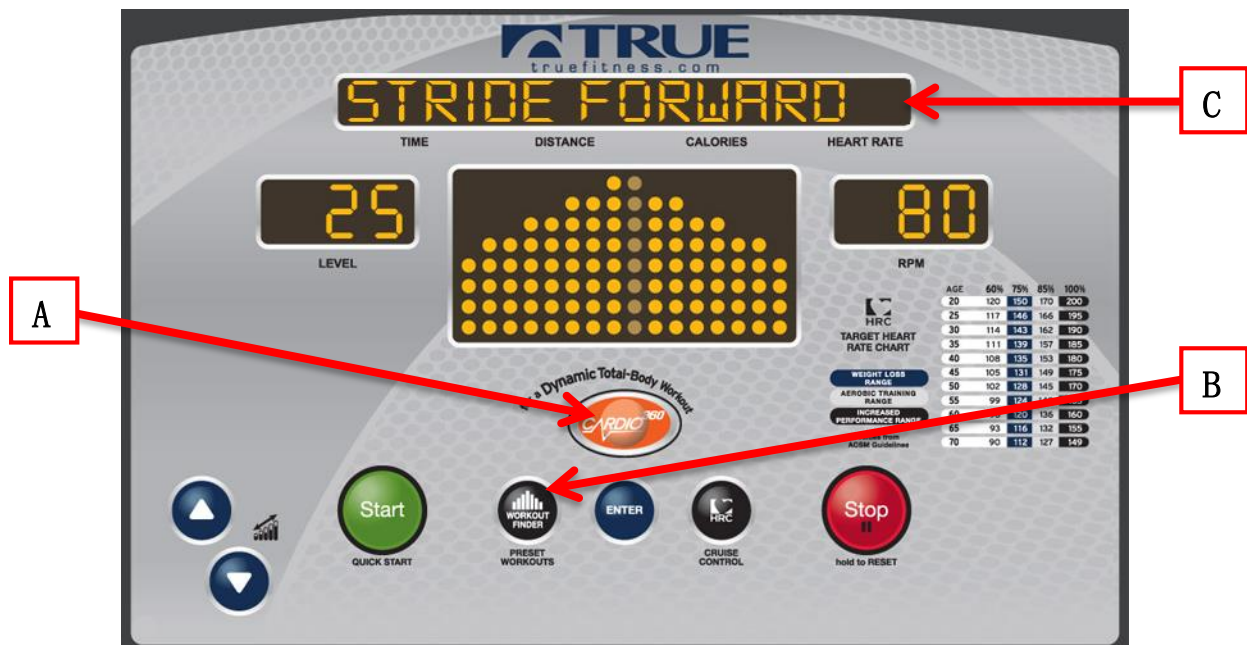 TRUE
truefitness.com
STRIDE FORWARD
C
TIME DISTANCE CALORIES HEART RATE
25
80
LEVEL
RPM
A
HRC
TARGET HEART
RATE CHART
WEIGHT LOSS
RANGE
AEROBIC TRAINING
RANGE
INCREASED
PERFORMANCE RANGE
from
ACSM Guidelines
AGE 60% 75% 85% 100%
20 120 150 170 200
25 117 146 166 195
30 114 143 162 190
35 111 139 157 185
40 108 135 153 180
45 105 131 149 175
50 102 128 145 170
55 99 124
60 120 136 160
65 93 116 132 155
70 90 112 127 149
B
a Dynamic Total-Body Workout
CARDIO 360
Start
QUICK START
WORKOUT
FINDER
PRESET
WORKOUTS
ENTER
HRC
CRUISE
CONTROL
Stop
hold to RESET